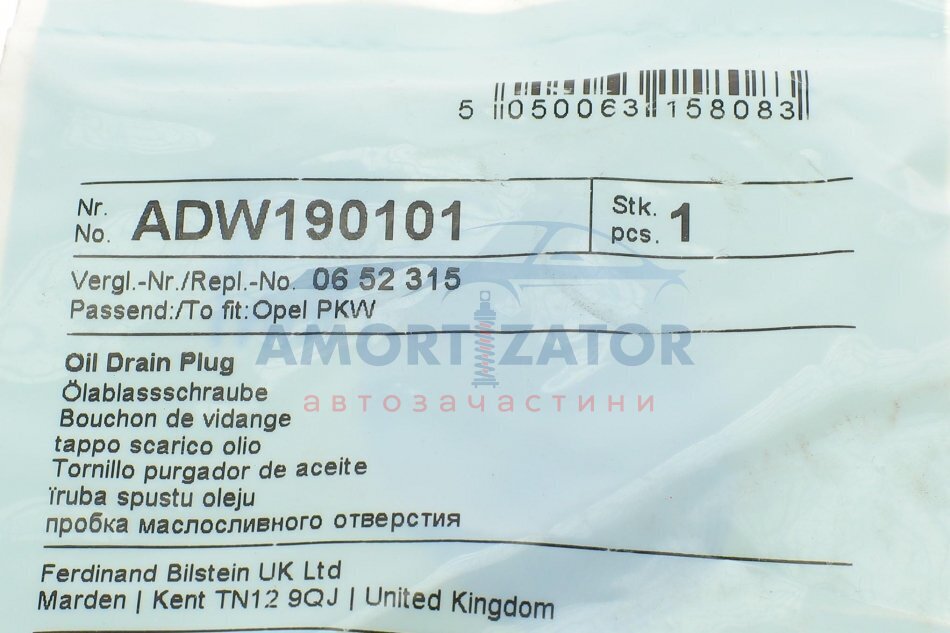 5 050063 158083
Nr.
No. ADW190101
Stk.
pcs. 1
Vergl.-Nr./Repl.-No. 06 52 315
Passend:/To fit: Opel PKW
AMORTIZATOR
автозачастини
Oil Drain Plug
Ölablassschraube
Bouchon de vidange
tappo scarico olio
Tornillo purgador de aceite
ïruba spustu oleju
пробка маслосливного отверстия
Ferdinand Bilstein UK Ltd
Marden | Kent TN12 9QJ | United Kingdom